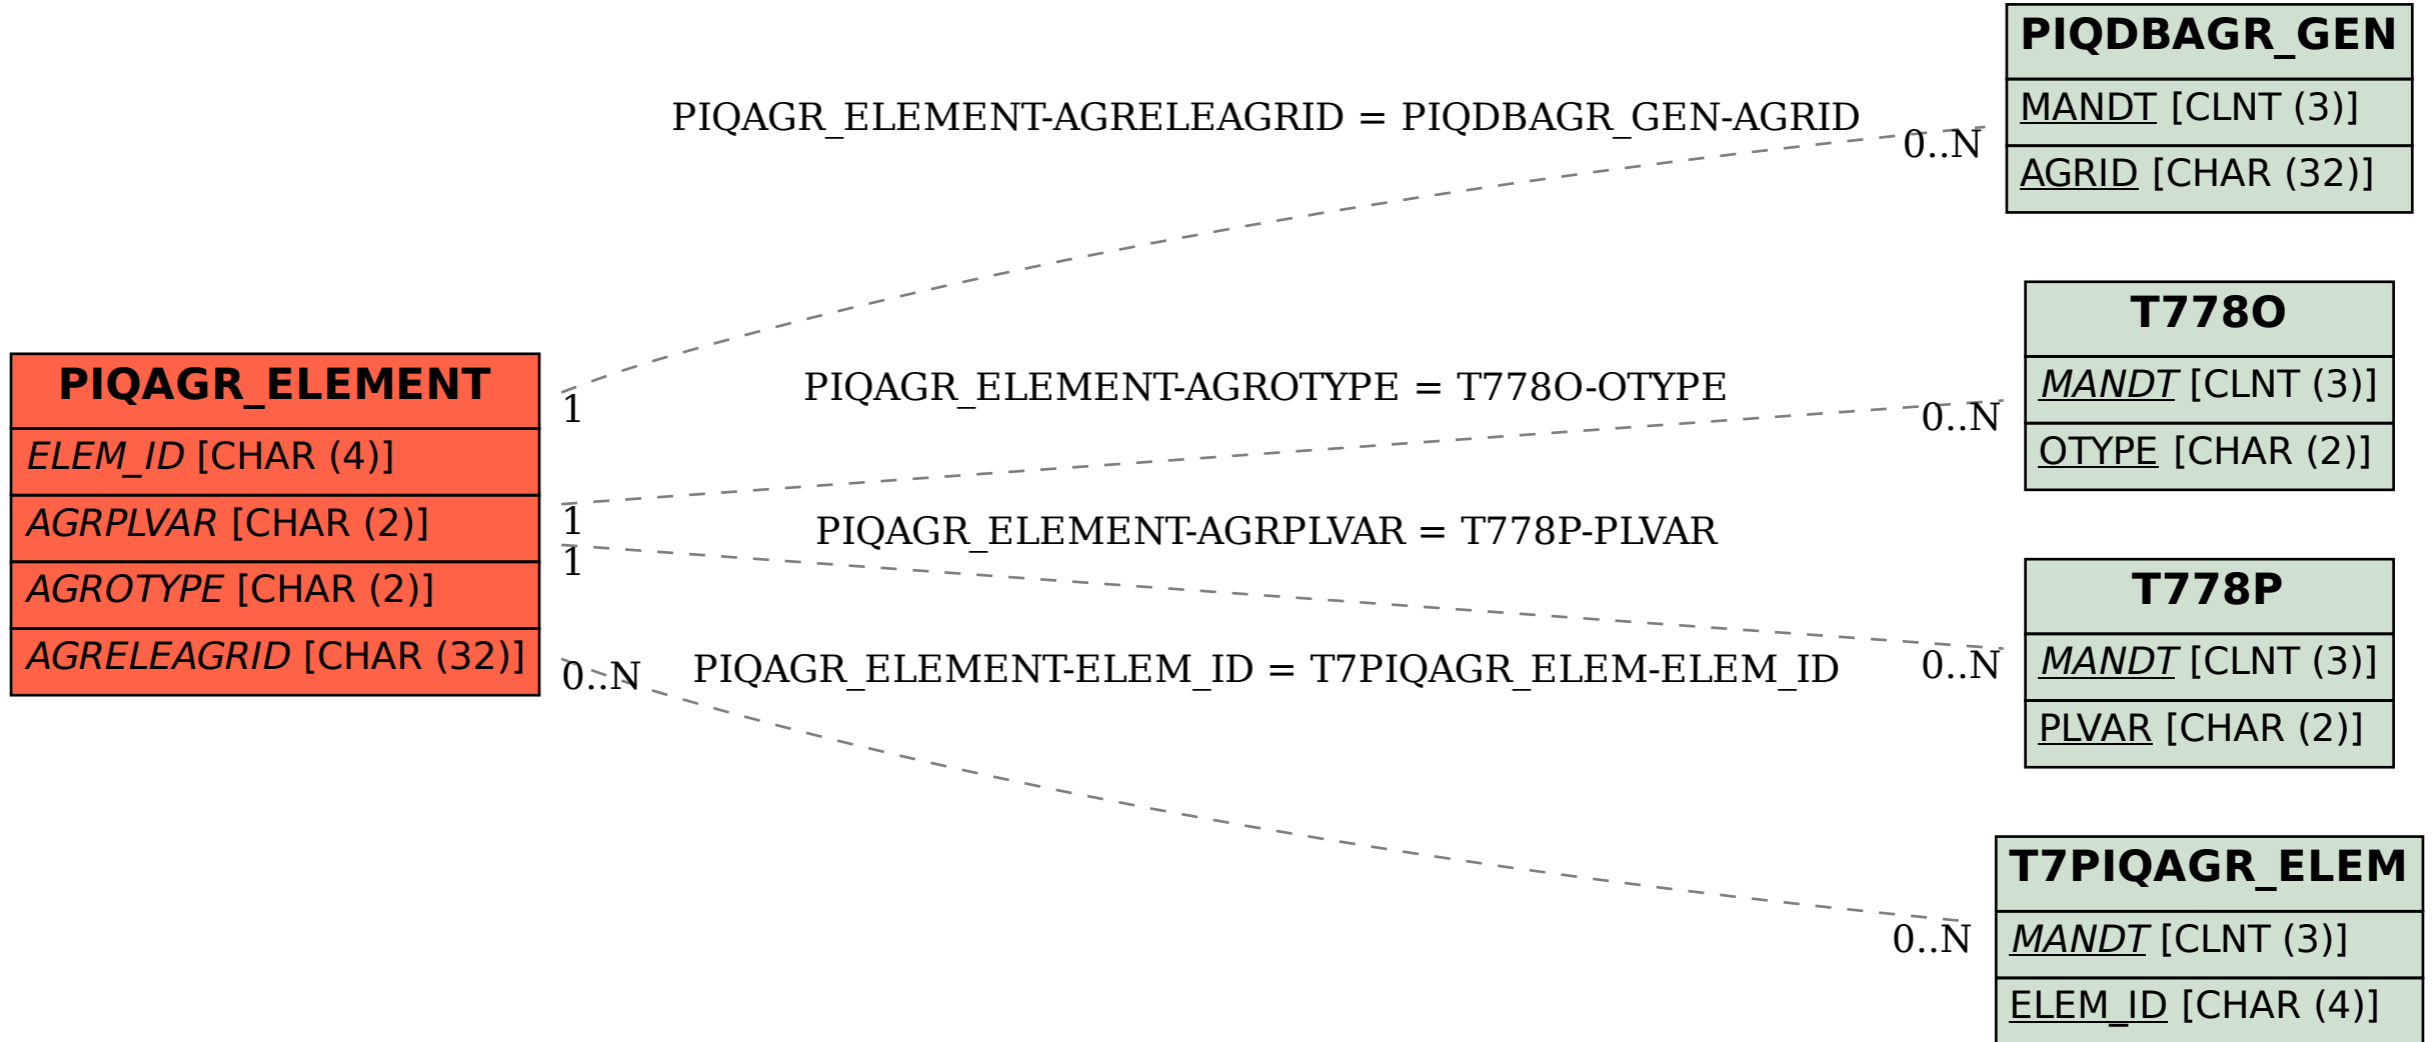 PIQDBAGR_GEN
MANDT [CLNT (3)]
AGRID [CHAR (32)]
PIQAGR_ELEMENT-AGRELEAGRID = PIQDBAGR_GEN-AGRID
0..N
1
T778O
MANDT [CLNT (3)]
OTYPE [CHAR (2)]
PIQAGR_ELEMENT-AGROTYPE = T778O-OTYPE
0..N
1
PIQAGR_ELEMENT
ELEM_ID [CHAR (4)]
AGRPLVAR [CHAR (2)]
AGROTYPE [CHAR (2)]
AGRELEAGRID [CHAR (32)]
PIQAGR_ELEMENT-AGRPLVAR = T778P-PLVAR
1
0..N
T778P
MANDT [CLNT (3)]
PLVAR [CHAR (2)]
PIQAGR_ELEMENT-ELEM_ID = T7PIQAGR_ELEM-ELEM_ID
0..N
0..N
T7PIQAGR_ELEM
MANDT [CLNT (3)]
ELEM_ID [CHAR (4)]